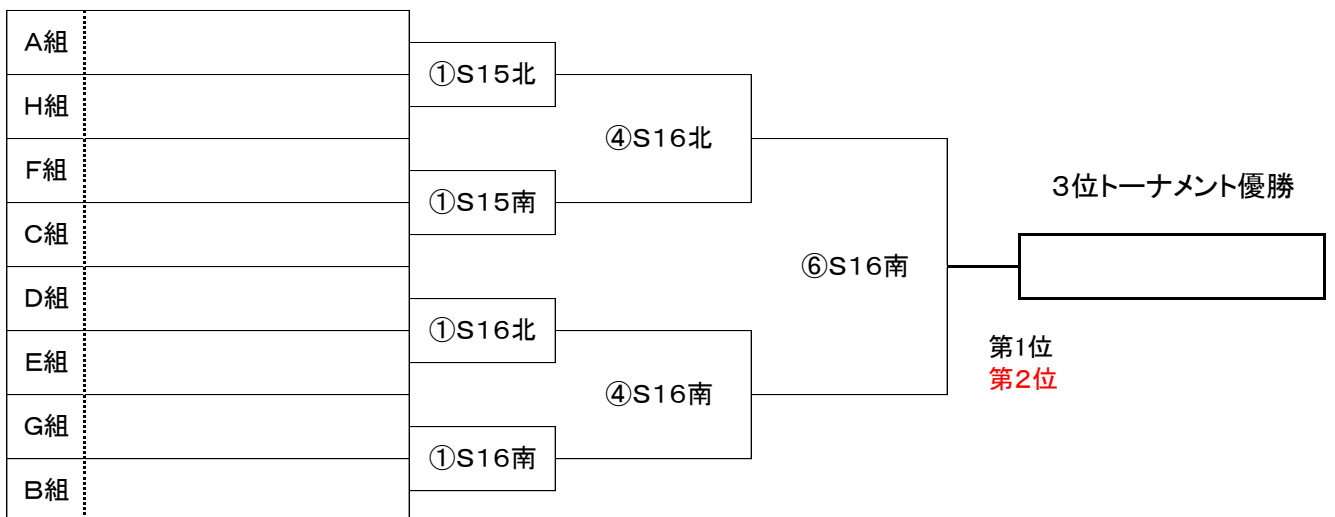 A組
H組
F組
C組
D組
E組
G組
B組
①S15北
①S15南
①S16北
①S16南
④S16北
④S16南
⑥S16南
3位トーナメント優勝
第1位
第2位